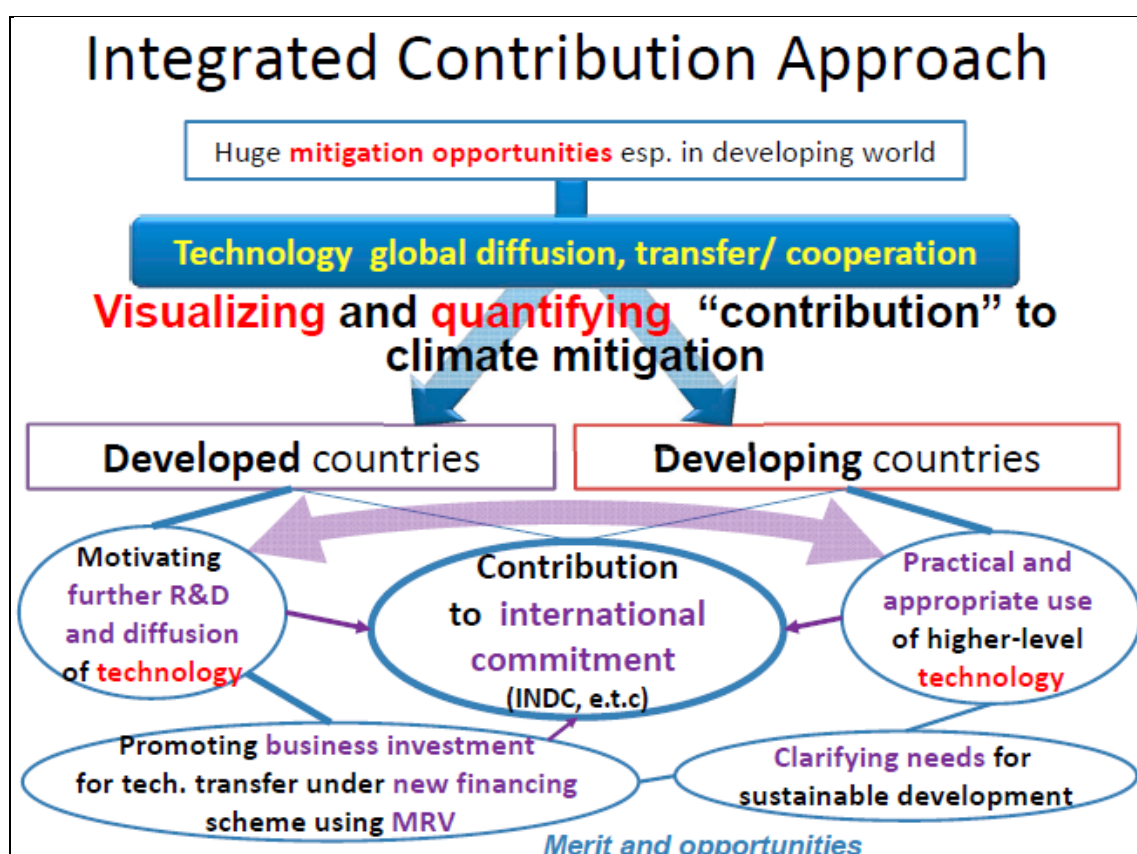 Integrated Contribution Approach
Huge mitigation opportunities esp. in developing world
Technology global diffusion, transfer/ cooperation
Visualizing and quantifying “contribution” to
climate mitigation
Developed countries
Developing countries
Motivating
further R&D
and diffusion
of technology
Contribution
to international
commitment
(INDC, e.t.c)
Practical and
appropriate use
of higher-level
technology
Promoting business investment
for tech. transfer under new financing
scheme using MRV
Clarifying needs for
sustainable development
Merit and opportunities